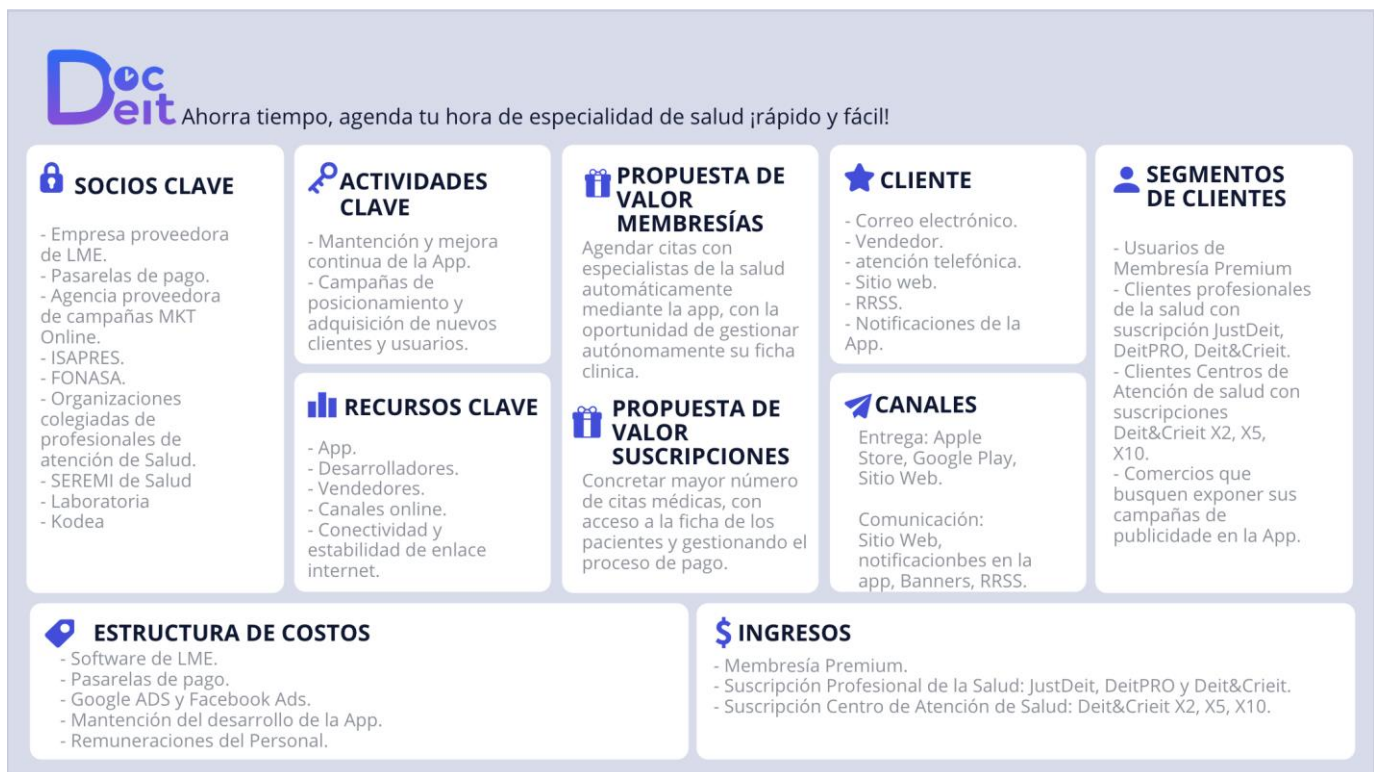 Doc
Deit
Ahorra tiempo, agenda tu hora de especialidad de salud ¡rápido y fácil!
SOCIOS CLAVE
- Empresa proveedora
de LME.
- Pasarelas de pago.
- Agencia proveedora
de campañas MKT
Online.
- ISAPRES.
- FONASA.
- Organizaciones
colegiadas de
profesionales de
atención de Salud.
- SEREMI de Salud
- Laboratoria
- Kodea
ACTIVIDADES
CLAVE
- Mantención y mejora
continua de la App.
- Campañas de
posicionamiento y
adquisición de nuevos
clientes y usuarios.
RECURSOS CLAVE
- App.
- Desarrolladores.
- Vendedores.
- Canales online.
- Conectividad y
estabilidad de enlace
internet.
PROPUESTA DE
VALOR
MEMBRESÍAS
Agendar citas con
especialistas de la salud
automáticamente
mediante la app, con la
oportunidad de gestionar
autónomamente su ficha
clinica.
PROPUESTA DE
VALOR
SUSCRIPCIONES
Concretar mayor número
de citas médicas, con
acceso a la ficha de los
pacientes y gestionando el
proceso de pago.
CLIENTE
- Correo electrónico.
- Vendedor.
- atención telefónica.
- Sitio web.
- RRSS.
- Notificaciones de la
App.
CANALES
Entrega: Apple
Store, Google Play,
Sitio Web.
Comunicación:
Sitio Web,
notificacionbes en la
app, Banners, RRSS.
SEGMENTOS
DE CLIENTES
- Usuarios de
Membresía Premium
- Clientes profesionales
de la salud con
suscripción JustDeit,
DeitPRO, Deit&Crieit.
- Clientes Centros de
Atención de salud con
suscripciones
Deit&Crieit X2, X5,
X10.
- Comercios que
busquen exponer sus
campañas de
publicidade en la App.
ESTRUCTURA DE COSTOS
- Software de LME.
- Pasarelas de pago.
- Google ADS y Facebook Ads.
- Mantención del desarrollo de la App.
- Remuneraciones del Personal.
$ INGRESOS
- Membresía Premium.
- Suscripción Profesional de la Salud: JustDeit, DeitPRO y Deit&Crieit.
- Suscripción Centro de Atención de Salud: Deit&Crieit X2, X5, X10.